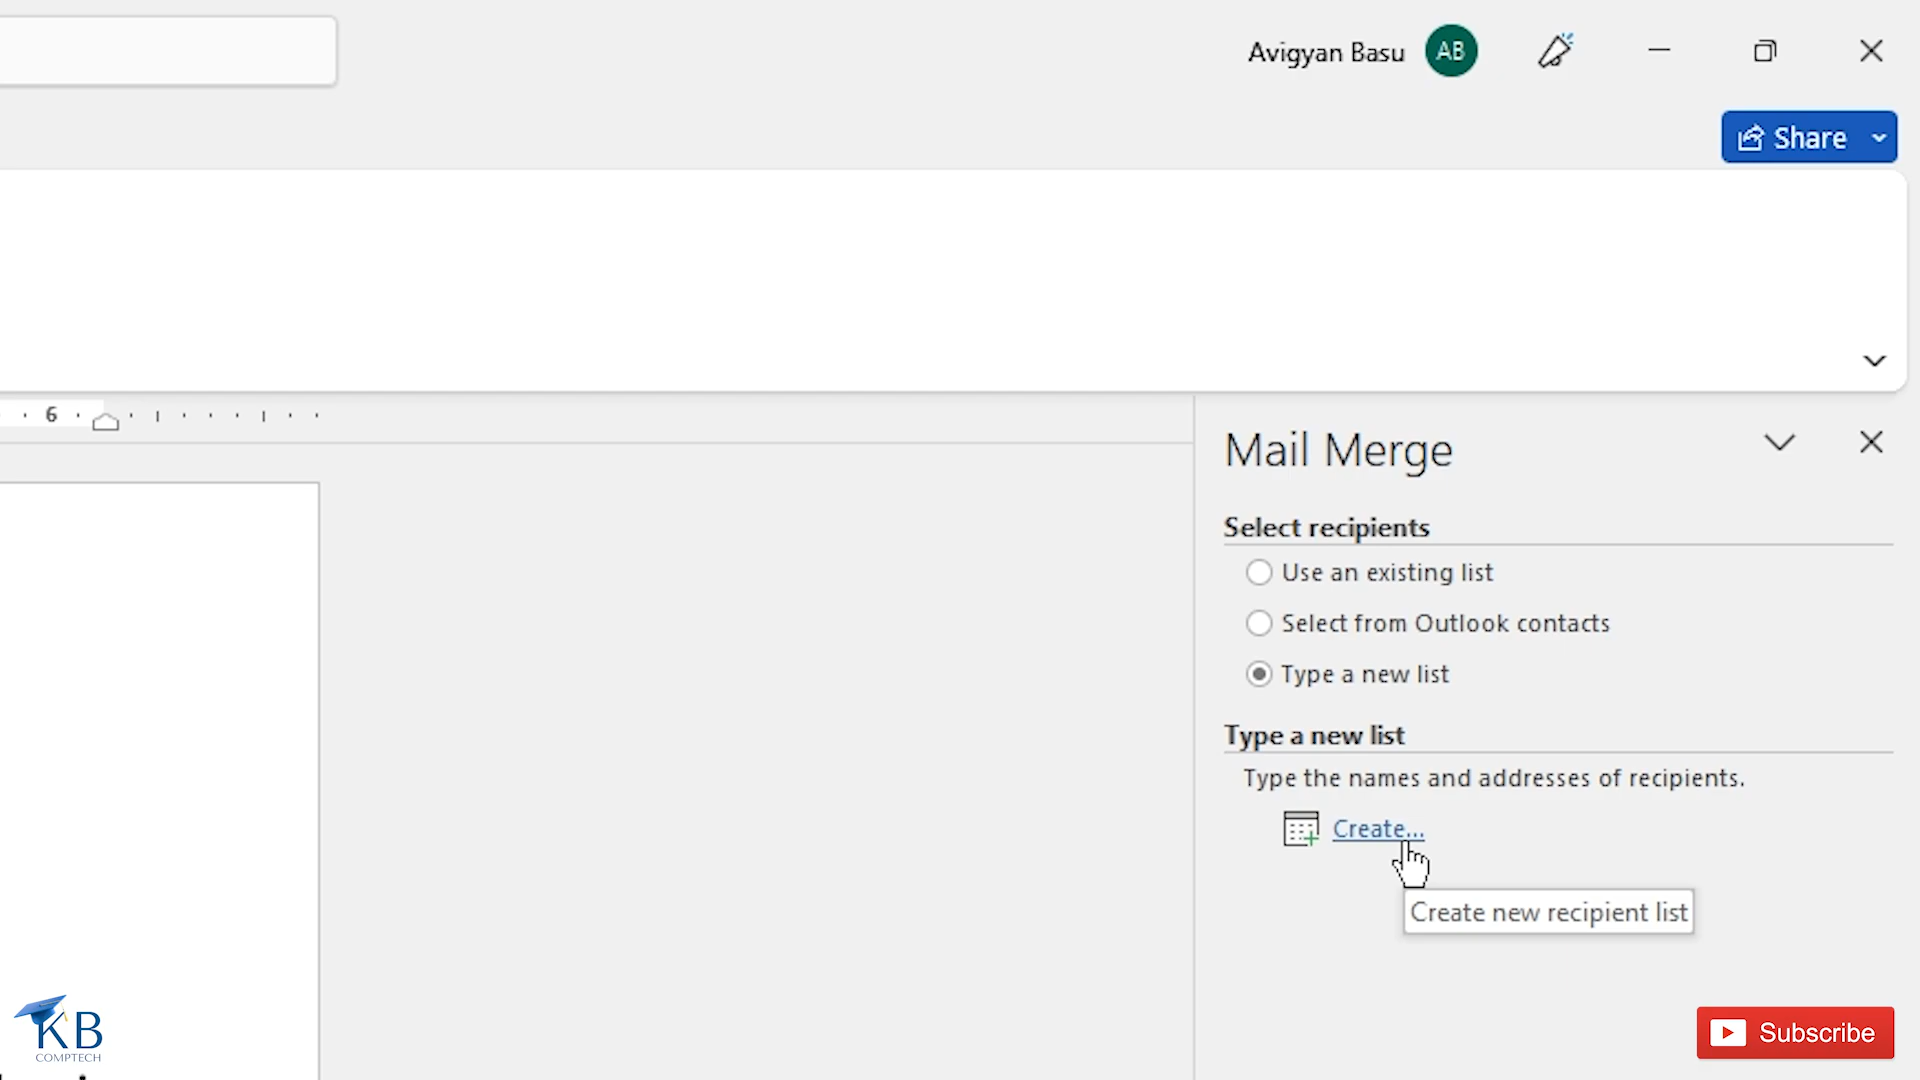 Avigyan Basu AB
Share
6
Mail Merge
Select recipients
Use an existing list
Select from Outlook contacts
Type a new list
Type a new list
Type the names and addresses of recipients.
Create...
Create new recipient list
KB
COMPTECH
Subscribe